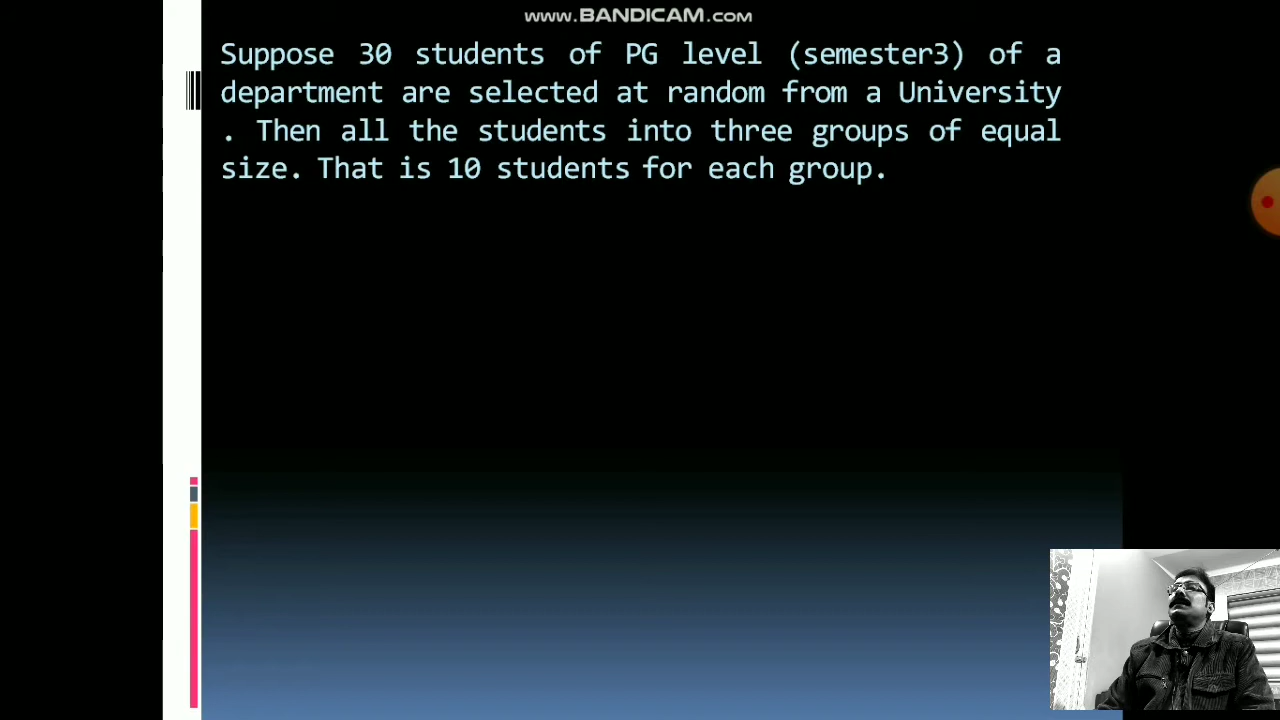 www.BANDICAM.com
Suppose 30 students of PG level (semester3) of a
department are selected at random from a University
. Then all the students into three groups of equal
size. That is 10 students for each group.